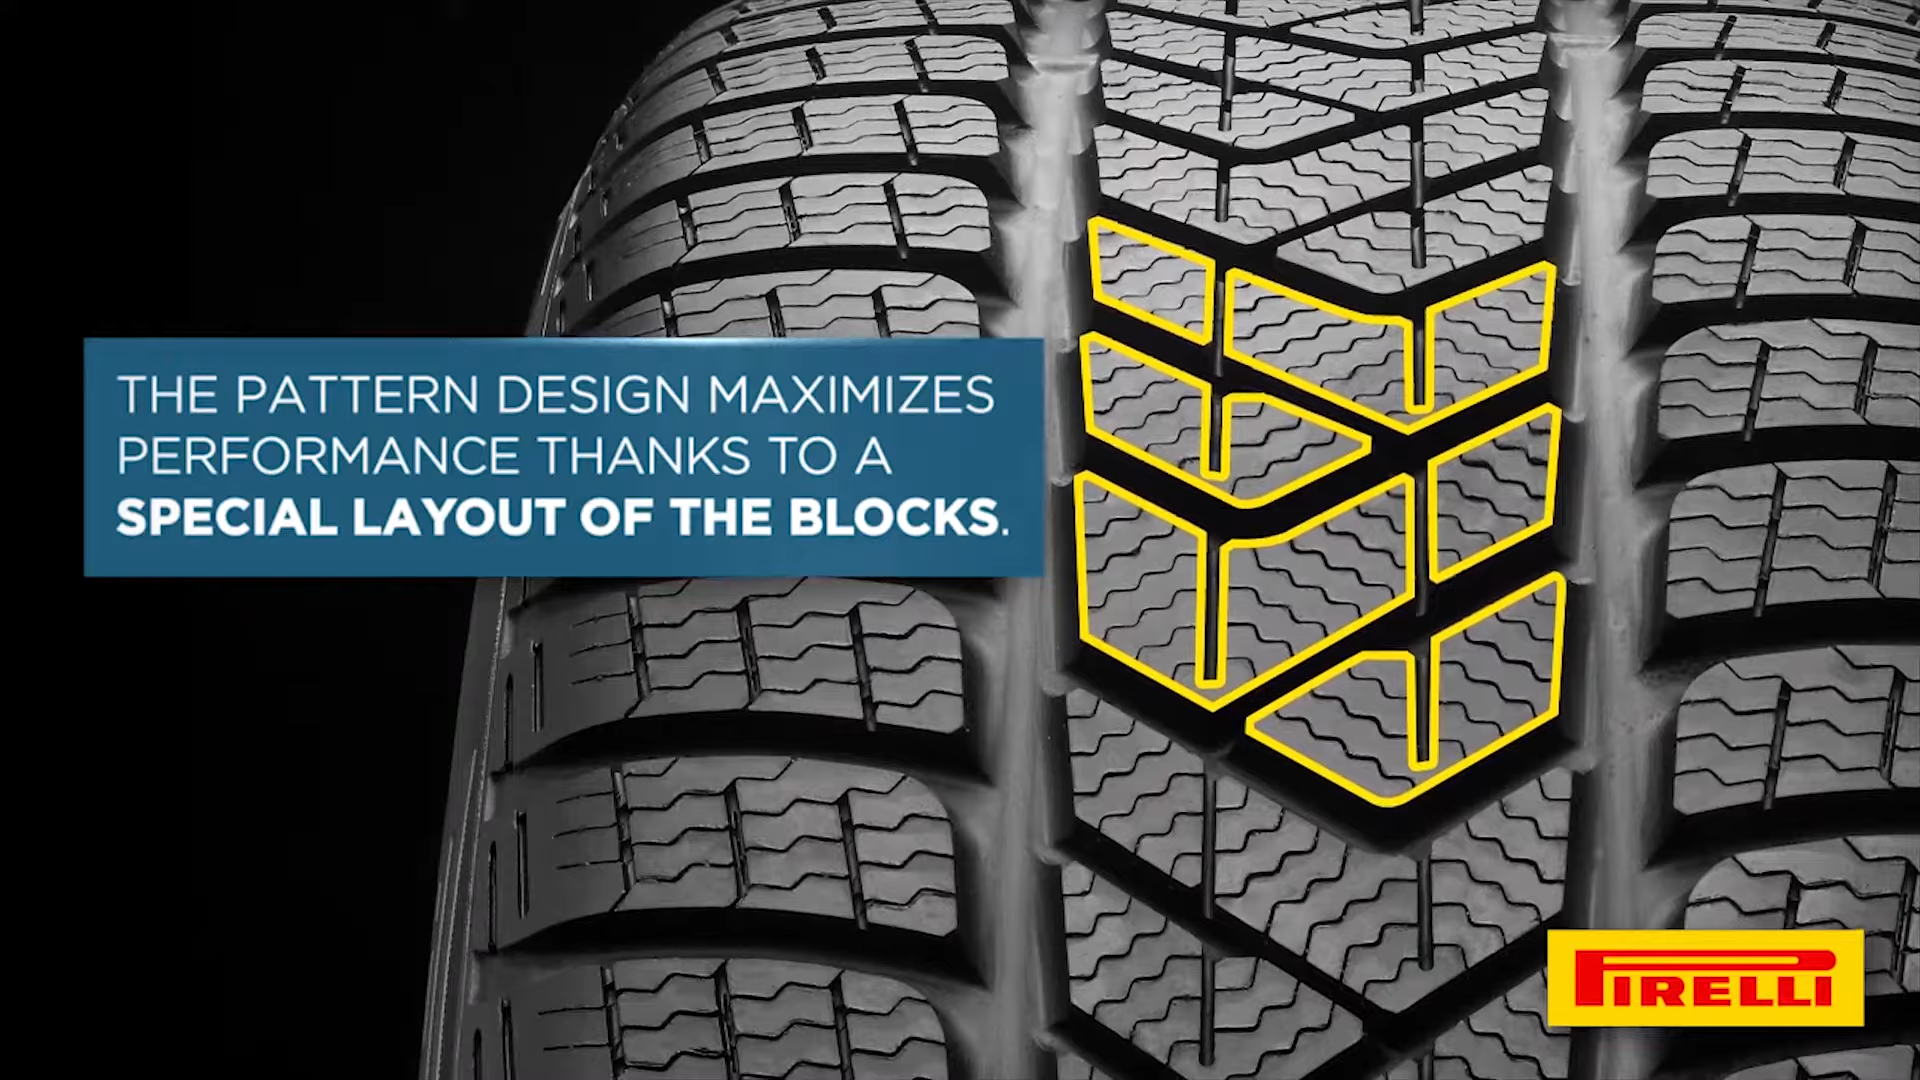 THE PATTERN DESIGN MAXIMIZES
PERFORMANCE THANKS TO A
SPECIAL LAYOUT OF THE BLOCKS.
PIRELLI